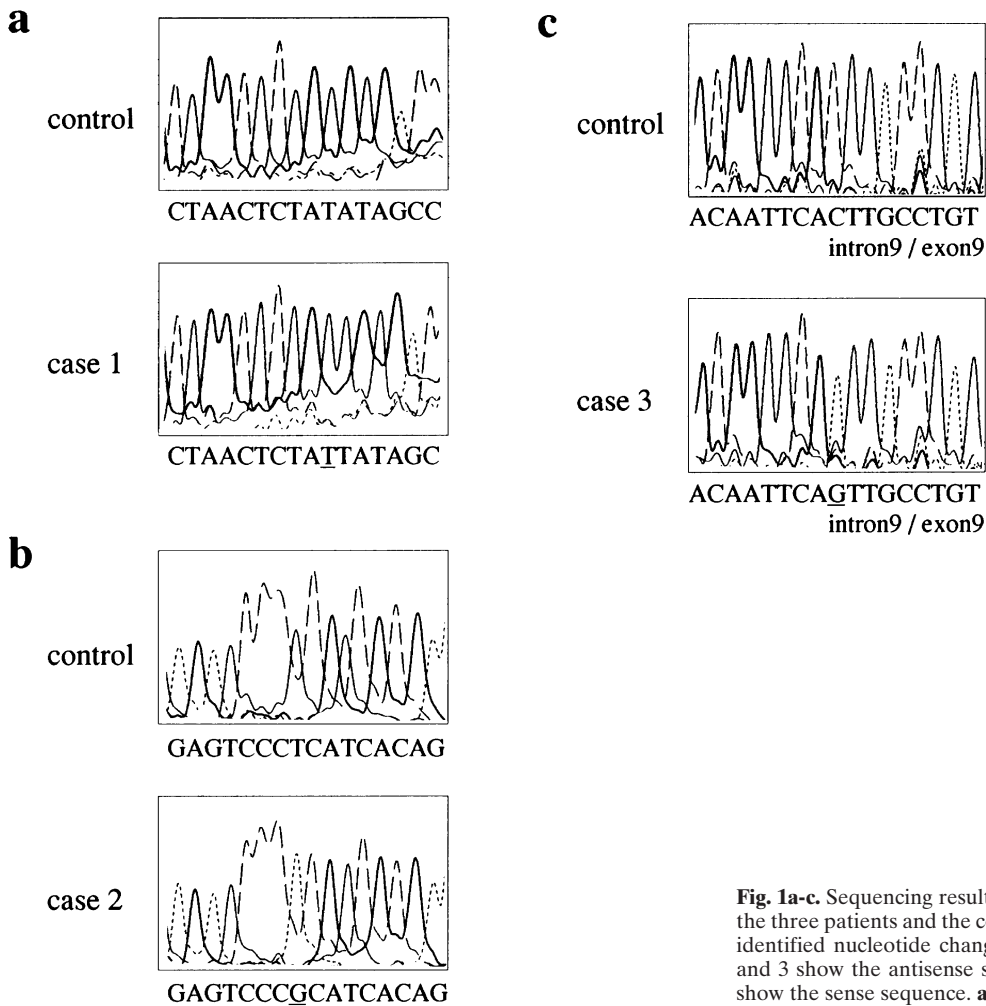 a
control
CTAACTCTATATAGCC
case 1
CTAACTCTATTATAGC
b
control
GAGTCCCTCATCACAG
case 2
GAGTCCCGCATCACAG
c
control
ACAATTCACTTGCCTGT
intron9 / exon9
case 3
ACAATTCAGTTGCCTGT
intron9 / exon9
Fig. 1a-c. Sequencing result
the three patients and the c
identified nucleotide chang
and 3 show the antisense s
show the sense sequence. a